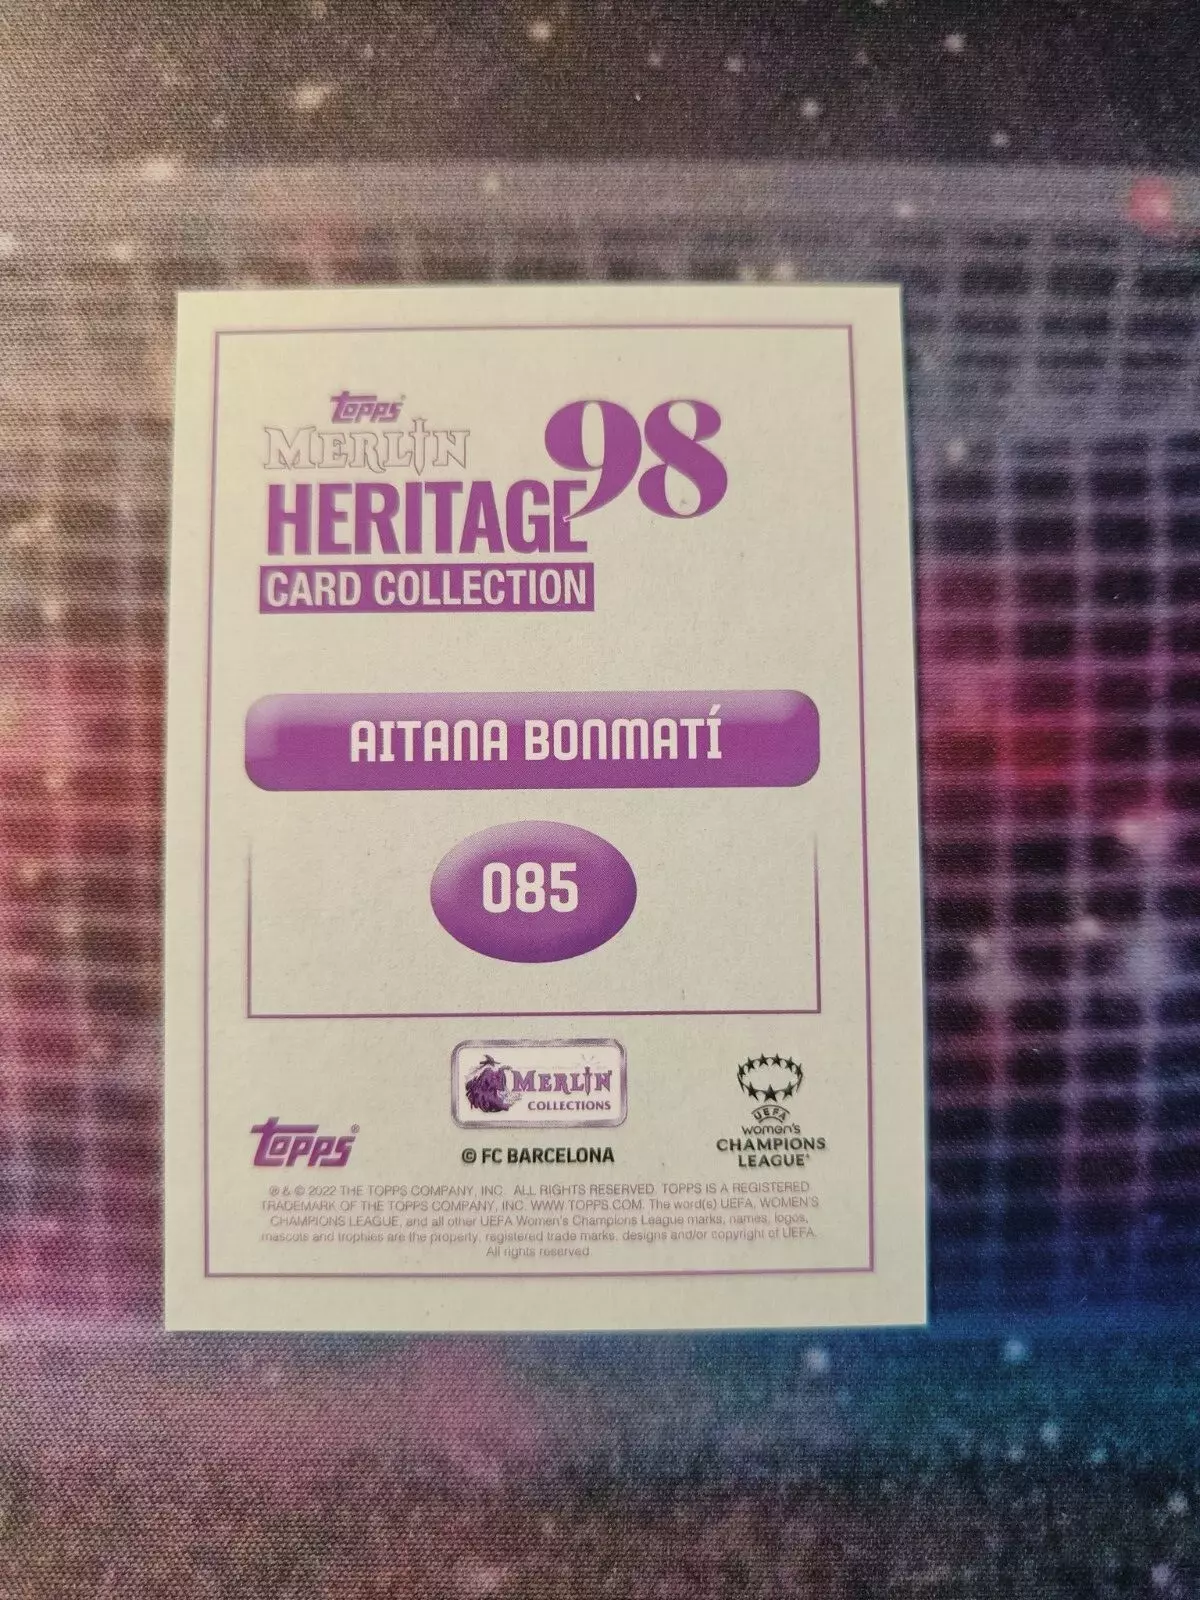 Topps®
MERLIN
HERITAGE 98
CARD COLLECTION
AITANA BONMATÍ
085
MERLIN
COLLECTIONS
Topps®
© FC BARCELONA
UEFA
WOMEN'S
CHAMPIONS
LEAGUE
® & © 2022 THE TOPPS COMPANY, INC. ALL RIGHTS RESERVED. TOPPS IS A REGISTERED
TRADEMARK OF THE TOPPS COMPANY, INC. WWW.TOPPS.COM. The word(s) UEFA, WOMEN'S
CHAMPIONS LEAGUE, and all other UEFA Women's Champions League marks, names, logos,
mascots and trophies are the property, registered trade marks, designs and/or copyright of UEFA.
All rights reserved.